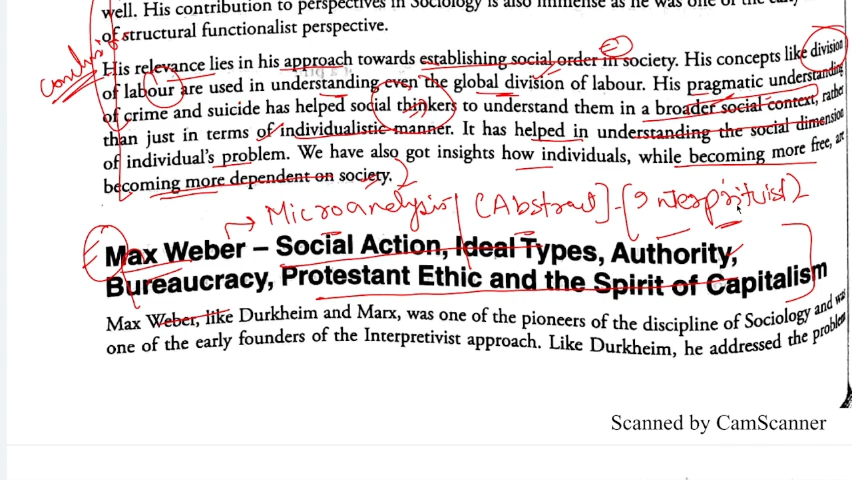 well. His contribution to perspectives in Sociology is also immense as he was one of the early
of structural functionalist perspective.
Conclusion
His relevance lies in his approach towards establishing social order in society. His concepts like division
of labour are used in understanding even the global division of labour. His pragmatic understanding
of crime and suicide has helped social thinkers to understand them in a broader social context, rather
than just in terms of individualistic manner. It has helped in understanding the social dimension
of individual's problem. We have also got insights how individuals, while becoming more free, are
becoming more dependent on society.
→ Microanalysis / (Abstract) - (Interpritivist)
Max Weber – Social Action, Ideal Types, Authority,
Bureaucracy, Protestant Ethic and the Spirit of Capitalism
Max Weber, like Durkheim and Marx, was one of the pioneers of the discipline of Sociology and was
one of the early founders of the Interpretivist approach. Like Durkheim, he addressed the problem
Scanned by CamScanner